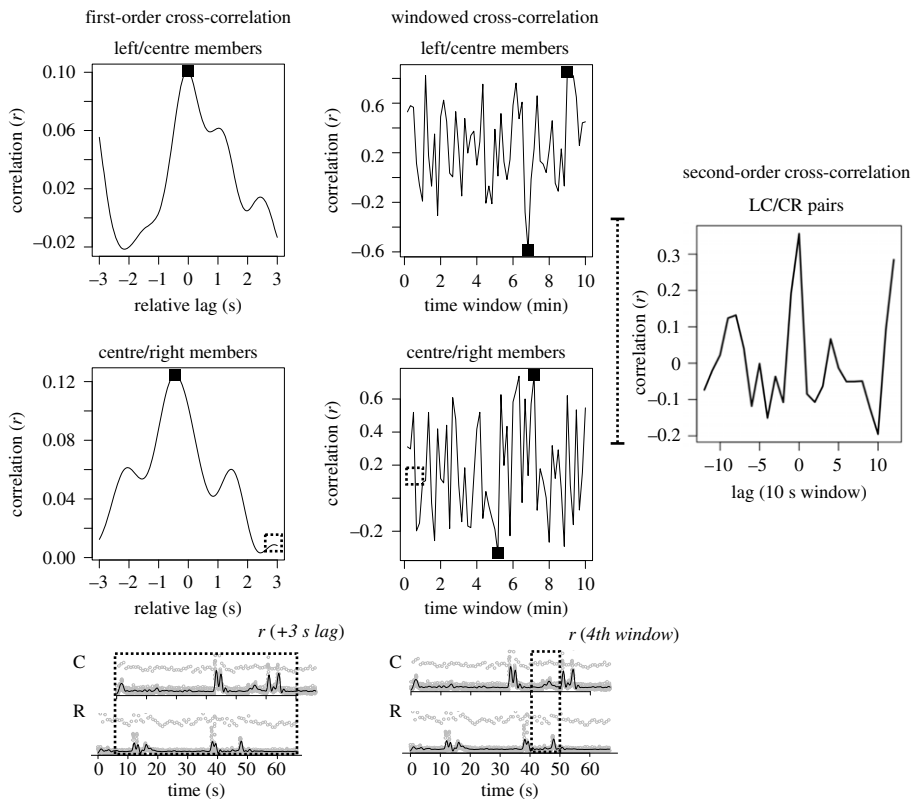 first-order cross-correlation
left/centre members
0.10
0.06
0.02
−0.02
correlation (r)
−3 −2 −1 0 1 2 3
relative lag (s)
windowed cross-correlation
left/centre members
0.6
0.2
−0.2
−0.6
correlation (r)
0 2 4 6 8 10
time window (min)
second-order cross-correlation
LC/CR pairs
0.3
0.2
0.1
0
−0.1
−0.2
correlation (r)
−10 −5 0 5 10
lag (10 s window)
centre/right members
0.12
0.08
0.04
0.00
correlation (r)
−3 −2 −1 0 1 2 3
relative lag (s)
centre/right members
0.6
0.4
0.2
−0.2
correlation (r)
0 2 4 6 8 10
time window (min)
r (+3 s lag)
C
R
0 10 20 30 40 50 60
time (s)
r (4th window)
C
R
0 10 20 30 40 50 60
time (s)